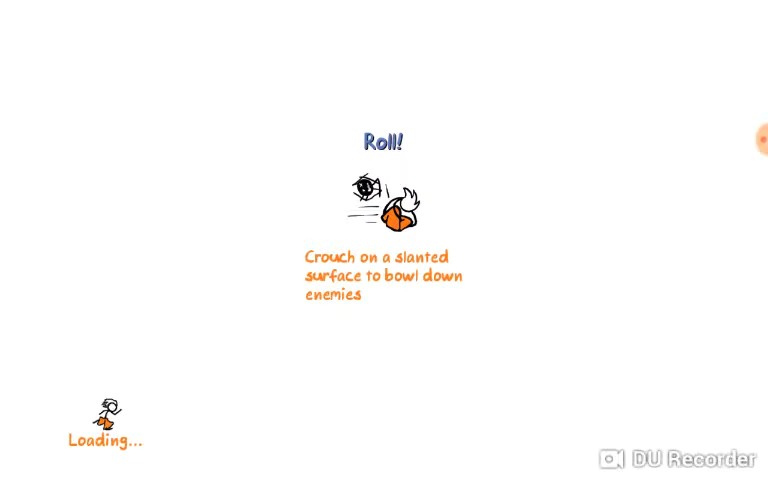 Roll!
Crouch on a slanted
surface to bowl down
enemies
Loading...
DU Recorder